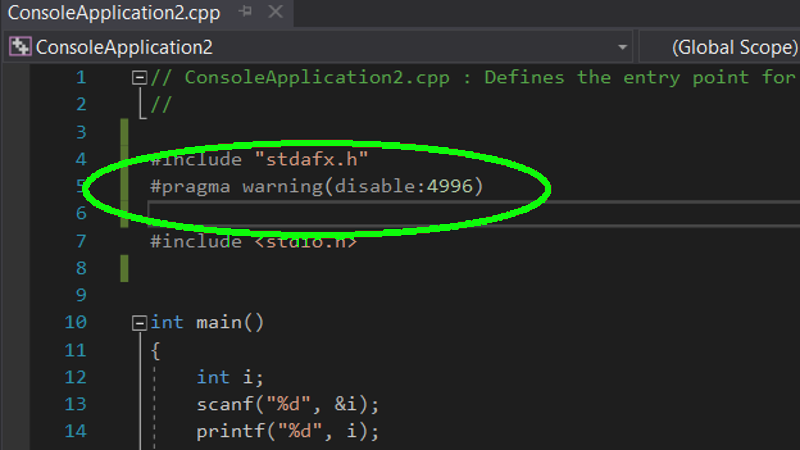 ConsoleApplication2.cpp
ConsoleApplication2
(Global Scope)
1 // ConsoleApplication2.cpp : Defines the entry point for
2 //
3
4 #include "stdafx.h"
5 #pragma warning(disable:4996)
6
7 #include <stdio.h>
8
9
10 int main()
11 {
12 int i;
13 scanf("%d", &i);
14 printf("%d", i);